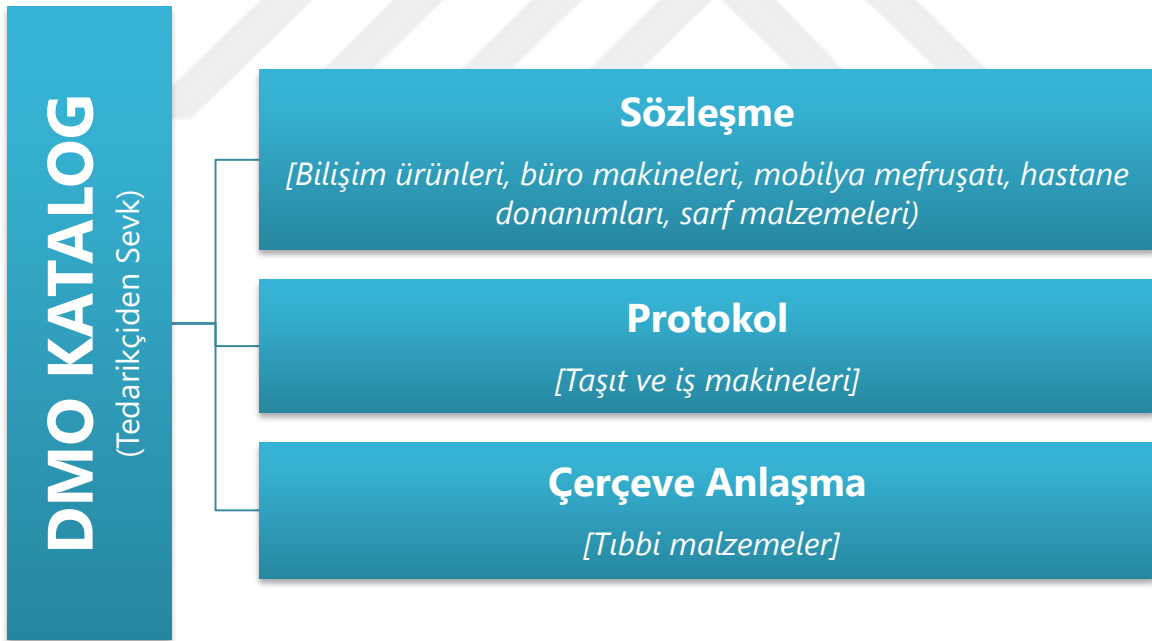 DMO KATALOG
(Tedarikçiden Sevk)
Sözleşme
[Bilişim ürünleri, büro makineleri, mobilya mefruşatı, hastane
donanımları, sarf malzemeleri)
Protokol
[Taşıt ve iş makineleri]
Çerçeve Anlaşma
[Tıbbi malzemeler]